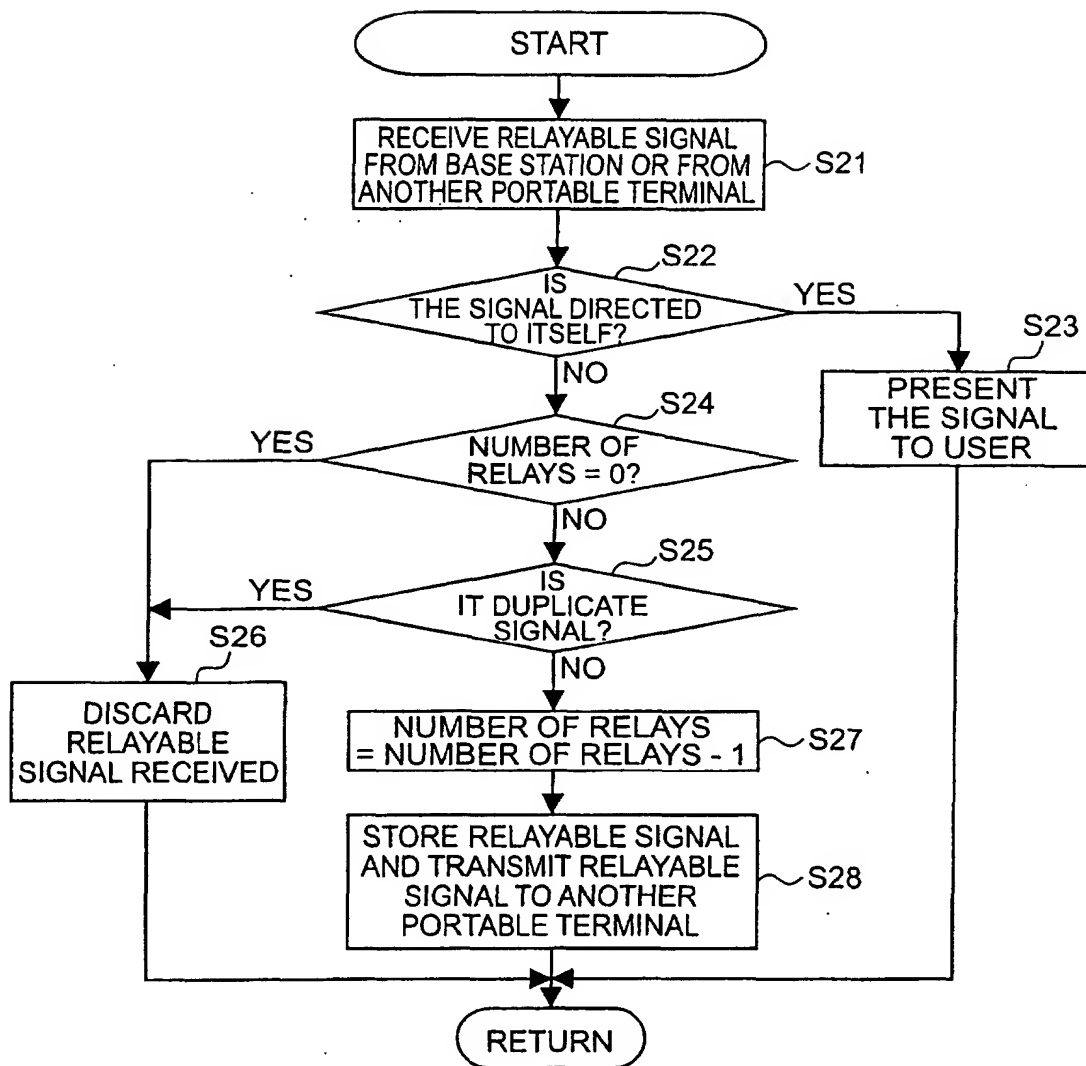 START
RECEIVE RELAYABLE SIGNAL
FROM BASE STATION OR FROM
ANOTHER PORTABLE TERMINAL
S21
S22
IS
THE SIGNAL DIRECTED
TO ITSELF?
YES
NO
S23
PRESENT
THE SIGNAL
TO USER
S24
YES
NUMBER OF
RELAYS = 0?
NO
S25
YES
IS
IT DUPLICATE
SIGNAL?
NO
S26
DISCARD
RELAYABLE
SIGNAL RECEIVED
NUMBER OF RELAYS
= NUMBER OF RELAYS - 1
S27
STORE RELAYABLE SIGNAL
AND TRANSMIT RELAYABLE
SIGNAL TO ANOTHER
PORTABLE TERMINAL
S28
RETURN